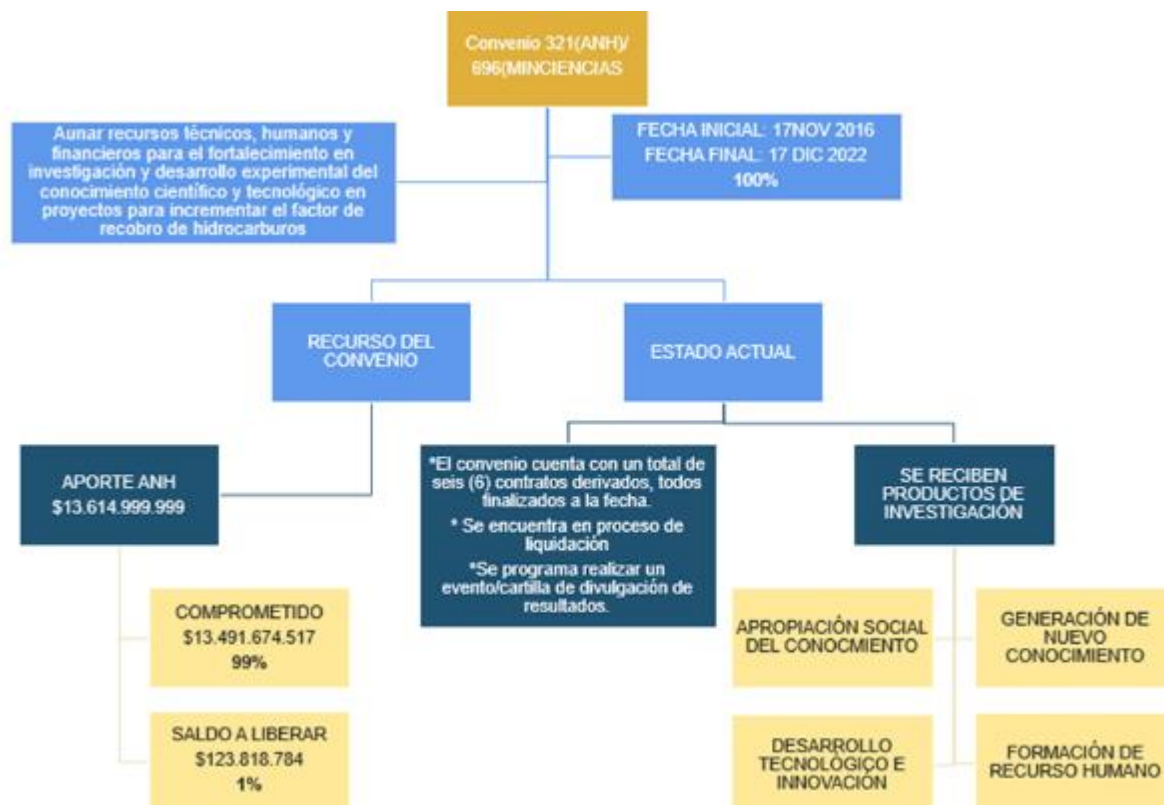 Convenio 321(ANH)/
696(MINCIENCIAS
Aunar recursos técnicos, humanos y
financieros para el fortalecimiento en
investigación y desarrollo experimental del
conocimiento científico y tecnológico en
proyectos para incrementar el factor de
recobro de hidrocarburos
FECHA INICIAL: 17NOV 2016
FECHA FINAL: 17 DIC 2022
100%
RECURSO DEL
CONVENIO
ESTADO ACTUAL
APORTE ANH
$13.614.999.999
*El convenio cuenta con un total de
seis (6) contratos derivados, todos
finalizados a la fecha.
* Se encuentra en proceso de
liquidación
*Se programa realizar un
evento/cartilla de divulgación de
resultados.
SE RECIBEN
PRODUCTOS DE
INVESTIGACIÓN
COMPROMETIDO
$13.491.674.517
99%
SALDO A LIBERAR
$123.818.784
1%
APROPIACIÓN SOCIAL
DEL CONOCMIENTO
GENERACIÓN DE
NUEVO
CONOCIMIENTO
DESARROLLO
TECNOLÓGICO E
INNOVACIÓN
FORMACIÓN DE
RECURSO HUMANO